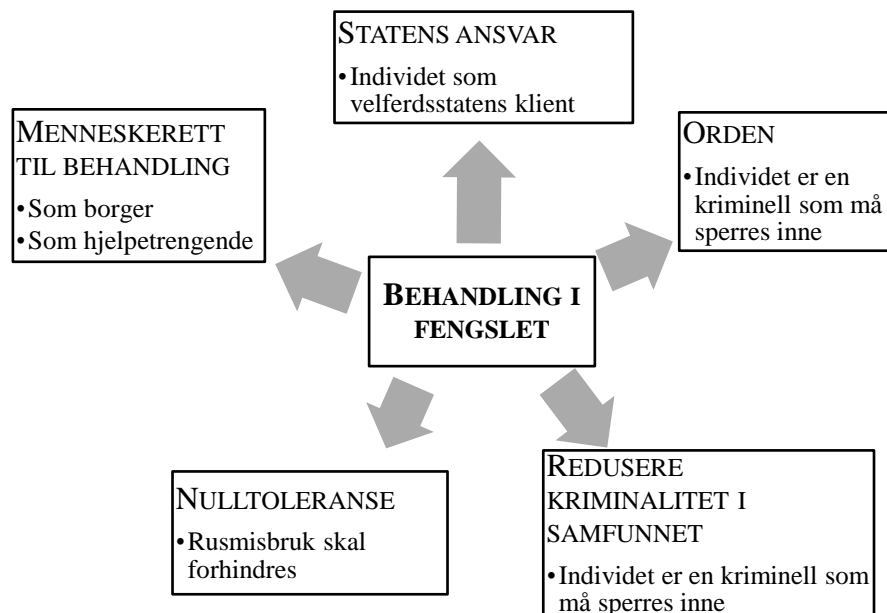 STATENS ANSVAR
•Individet som
velferdsstatens klient
MENNESKERETT
TIL BEHANDLING
•Som borger
•Som hjelpetrengende
ORDEN
•Individet er en
kriminell som må
sperres inne
BEHANDLING I
FENGSLET
NULLTOLERANSE
•Rusmisbruk skal
forhindres
REDUSERE
KRIMINALITET I
SAMFUNNET
•Individet er en kriminell som
må sperres inne